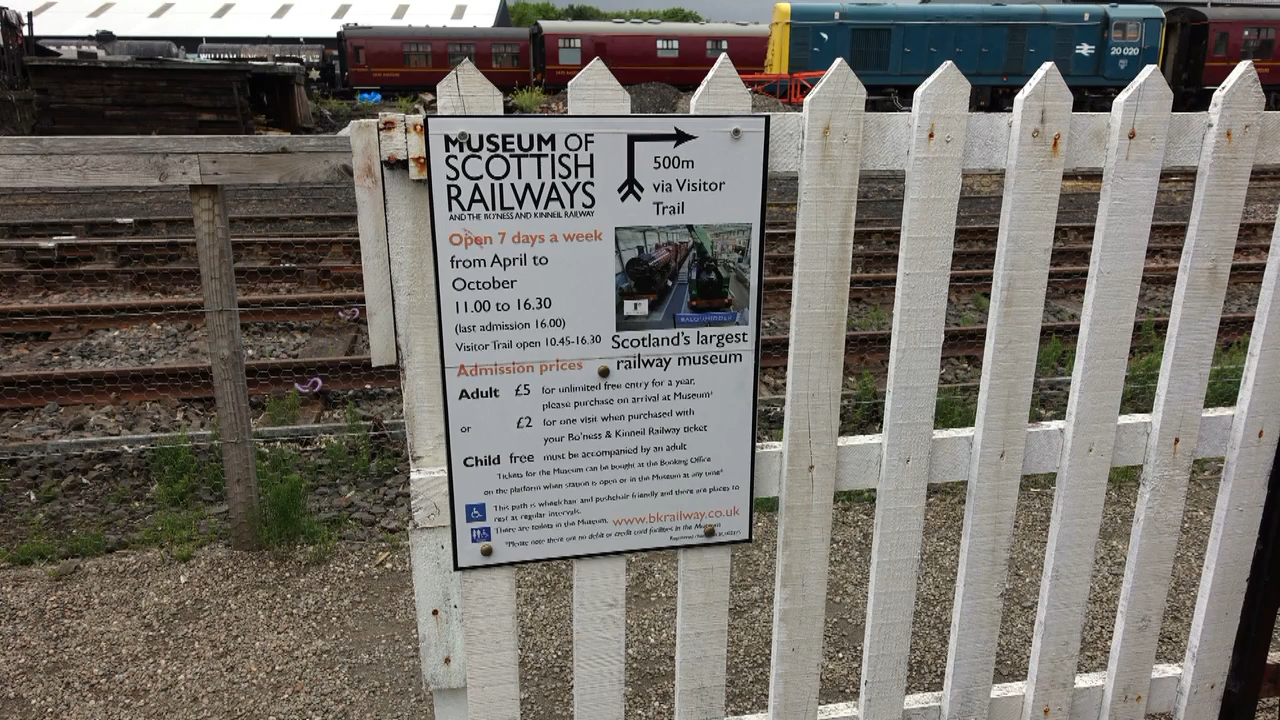 20 020
MUSEUM OF
SCOTTISH
RAILWAYS
AND THE BO'NESS AND KINNEIL RAILWAY
500m
via Visitor
Trail
Open 7 days a week
from April to
October
11.00 to 16.30
(last admission 16.00)
Visitor Trail open 10.45-16.30
BALQUHIDDER
Scotland's largest
railway museum
Admission prices
Adult £5 for unlimited free entry for a year,
please purchase on arrival at Museum*
or £2 for one visit when purchased with
your Bo'ness & Kinneil Railway ticket
Child free must be accompanied by an adult
Tickets for the Museum can be bought at the Booking Office
on the platform when station is open or in the Museum at any time*
This path is wheelchair and pushchair friendly and there are places to
rest at regular intervals.
There are toilets in the Museum. www.bkrailway.co.uk
*Please note there are no debit or credit card facilities in the Museum